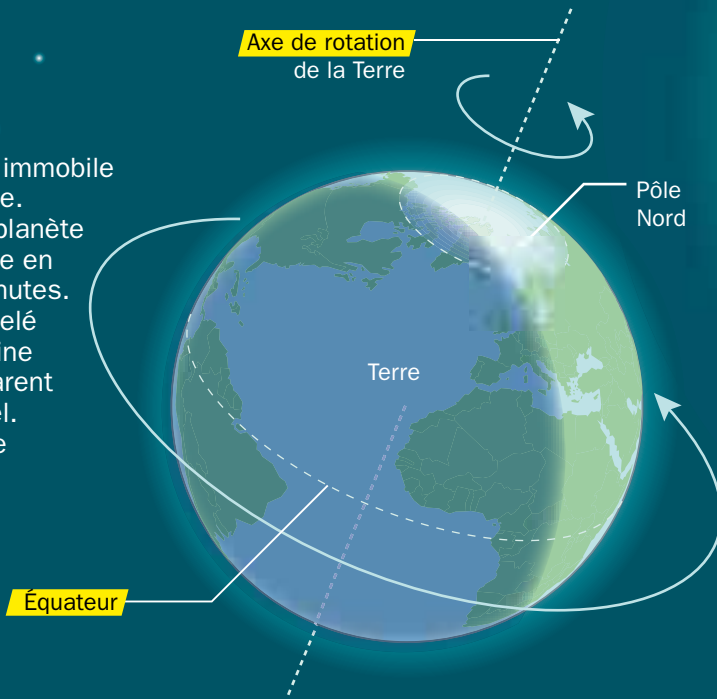 Axe de rotation
de la Terre
immobile
e.
planète
e en
nutes.
elé
ine
arent
el.
e
Pôle
Nord
Terre
Équateur